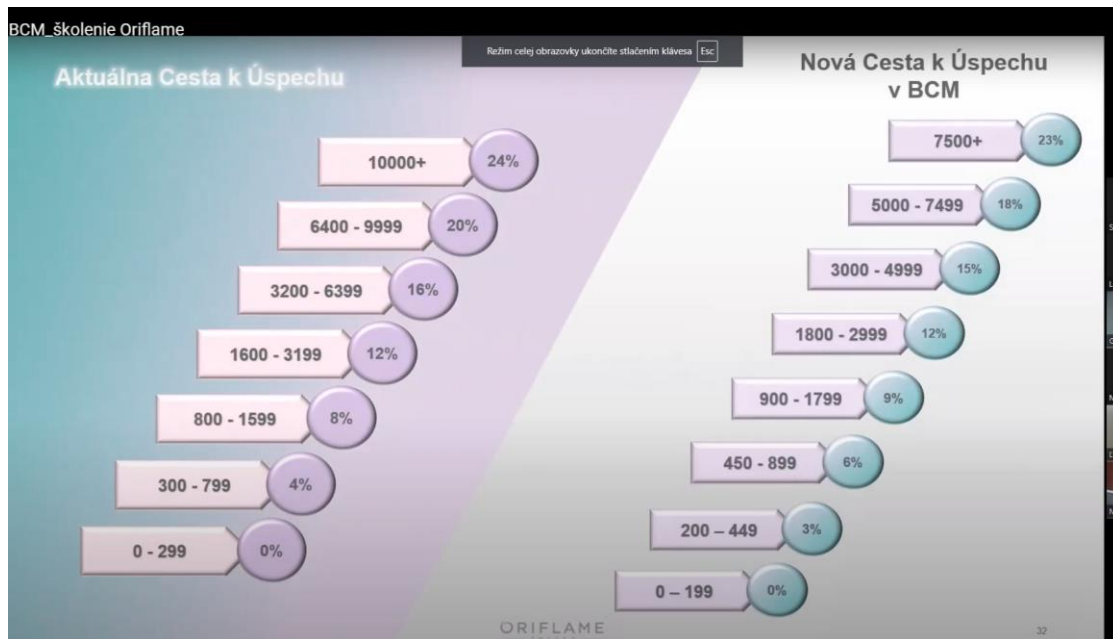 BCM_školenie Oriflame
Režim celej obrazovky ukončíte stlačením klávesa Esc
Aktuálna Cesta k Úspechu
10000+ 24%
6400 - 9999 20%
3200 - 6399 16%
1600 - 3199 12%
800 - 1599 8%
300 - 799 4%
0 - 299 0%
Nová Cesta k Úspechu
v BCM
7500+ 23%
5000 - 7499 18%
3000 - 4999 15%
1800 - 2999 12%
900 - 1799 9%
450 - 899 6%
200 – 449 3%
0 – 199 0%
ORIFLAME
32